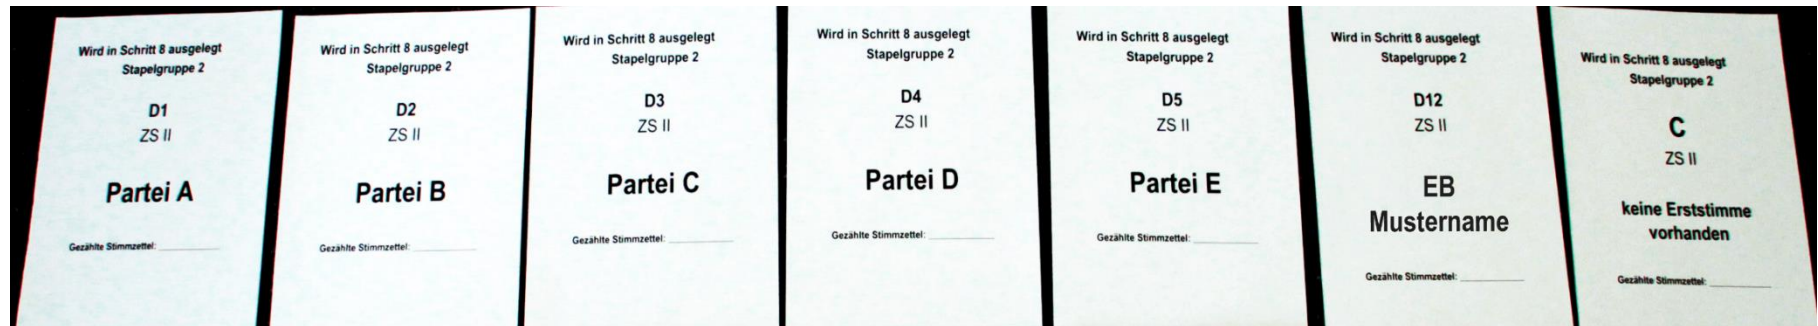 Wird in Schritt 8 ausgelegt
Stapelgruppe 2
D1
ZS II
Partei A
Gezählte Stimmzettel:
Wird in Schritt 8 ausgelegt
Stapelgruppe 2
D2
ZS II
Partei B
Gezählte Stimmzettel:
Wird in Schritt 8 ausgelegt
Stapelgruppe 2
D3
ZS II
Partei C
Gezählte Stimmzettel:
Wird in Schritt 8 ausgelegt
Stapelgruppe 2
D4
ZS II
Partei D
Gezählte Stimmzettel:
Wird in Schritt 8 ausgelegt
Stapelgruppe 2
D5
ZS II
Partei E
Gezählte Stimmzettel:
Wird in Schritt 8 ausgelegt
Stapelgruppe 2
D12
ZS II
EB
Mustername
Gezählte Stimmzettel:
Wird in Schritt 8 ausgelegt
Stapelgruppe 2
C
ZS II
keine Erststimme
vorhanden
Gezählte Stimmzettel: